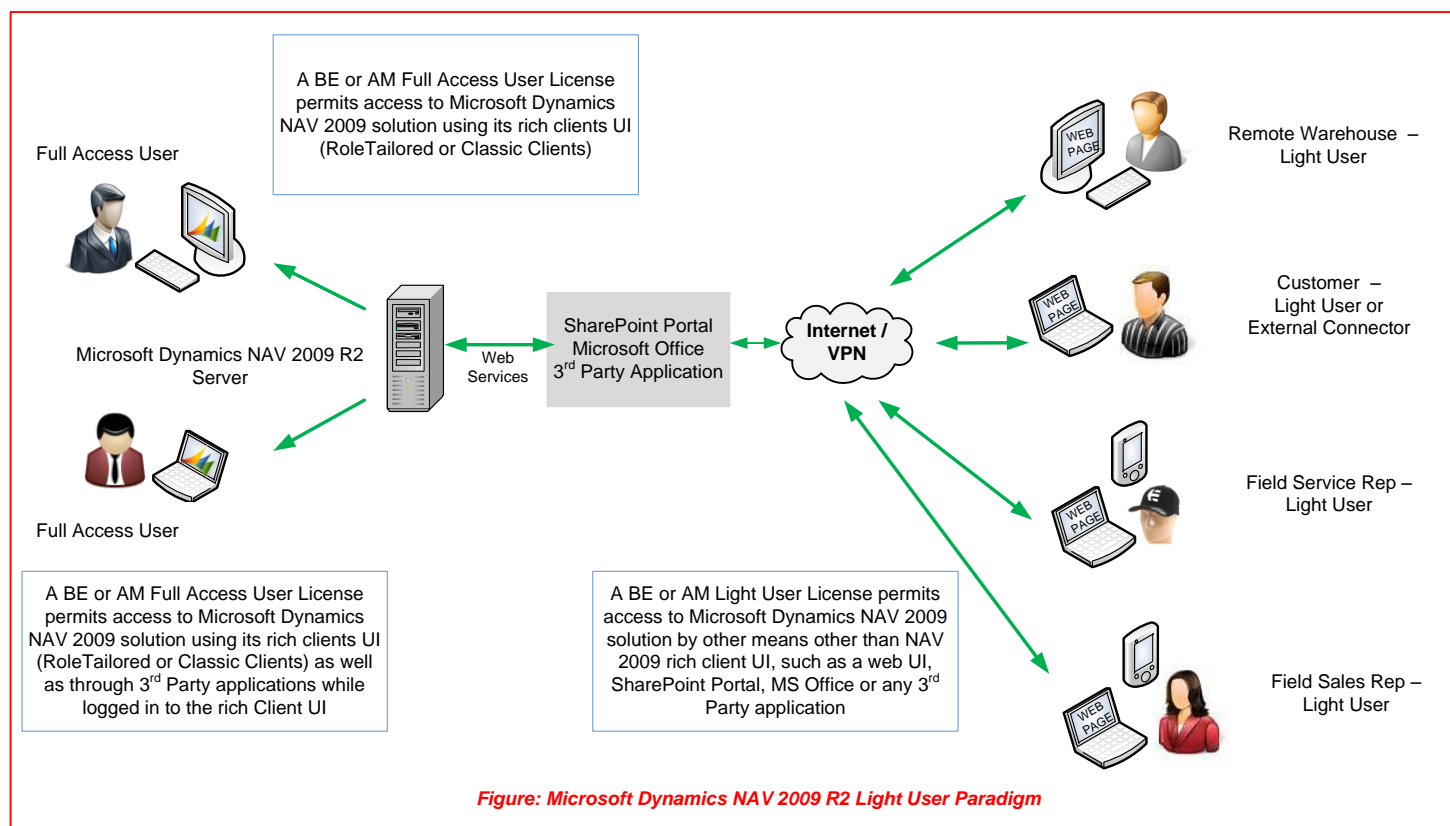 A BE or AM Full Access User License
permits access to Microsoft Dynamics
NAV 2009 solution using its rich clients UI
(RoleTailored or Classic Clients)
Full Access User
Microsoft Dynamics NAV 2009 R2
Server
Full Access User
A BE or AM Full Access User License
permits access to Microsoft Dynamics
NAV 2009 solution using its rich clients UI
(RoleTailored or Classic Clients) as well
as through 3rd Party applications while
logged in to the rich Client UI
Web
Services
SharePoint Portal
Microsoft Office
3rd Party Application
Internet /
VPN
A BE or AM Light User License permits
access to Microsoft Dynamics NAV 2009
solution by other means other than NAV
2009 rich client UI, such as a web UI,
SharePoint Portal, MS Office or any 3rd
Party application
WEB
PAGE
Remote Warehouse –
Light User
WEB
PAGE
Customer –
Light User or
External Connector
WEB
PAGE
Field Service Rep –
Light User
WEB
PAGE
Field Sales Rep –
Light User
Figure: Microsoft Dynamics NAV 2009 R2 Light User Paradigm